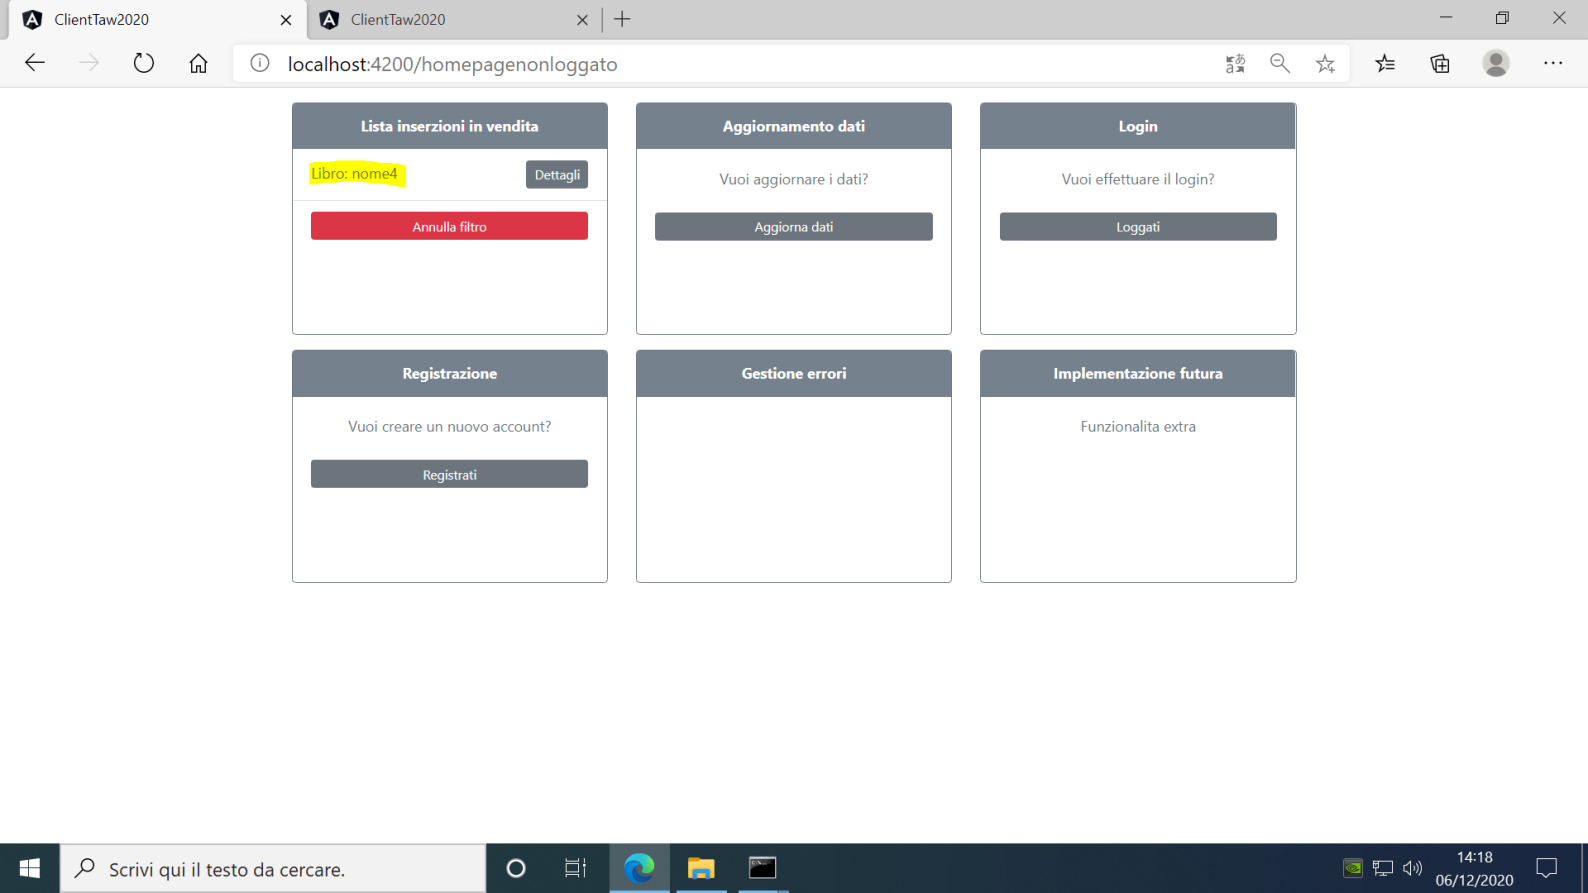 ClientTaw2020
ClientTaw2020
localhost:4200/homepagenonloggato
Lista inserzioni in vendita
Libro: nome4
Dettagli
Annulla filtro
Aggiornamento dati
Vuoi aggiornare i dati?
Aggiorna dati
Login
Vuoi effettuare il login?
Loggati
Registrazione
Vuoi creare un nuovo account?
Registrati
Gestione errori
Implementazione futura
Funzionalita extra
Scrivi qui il testo da cercare.
14:18
06/12/2020